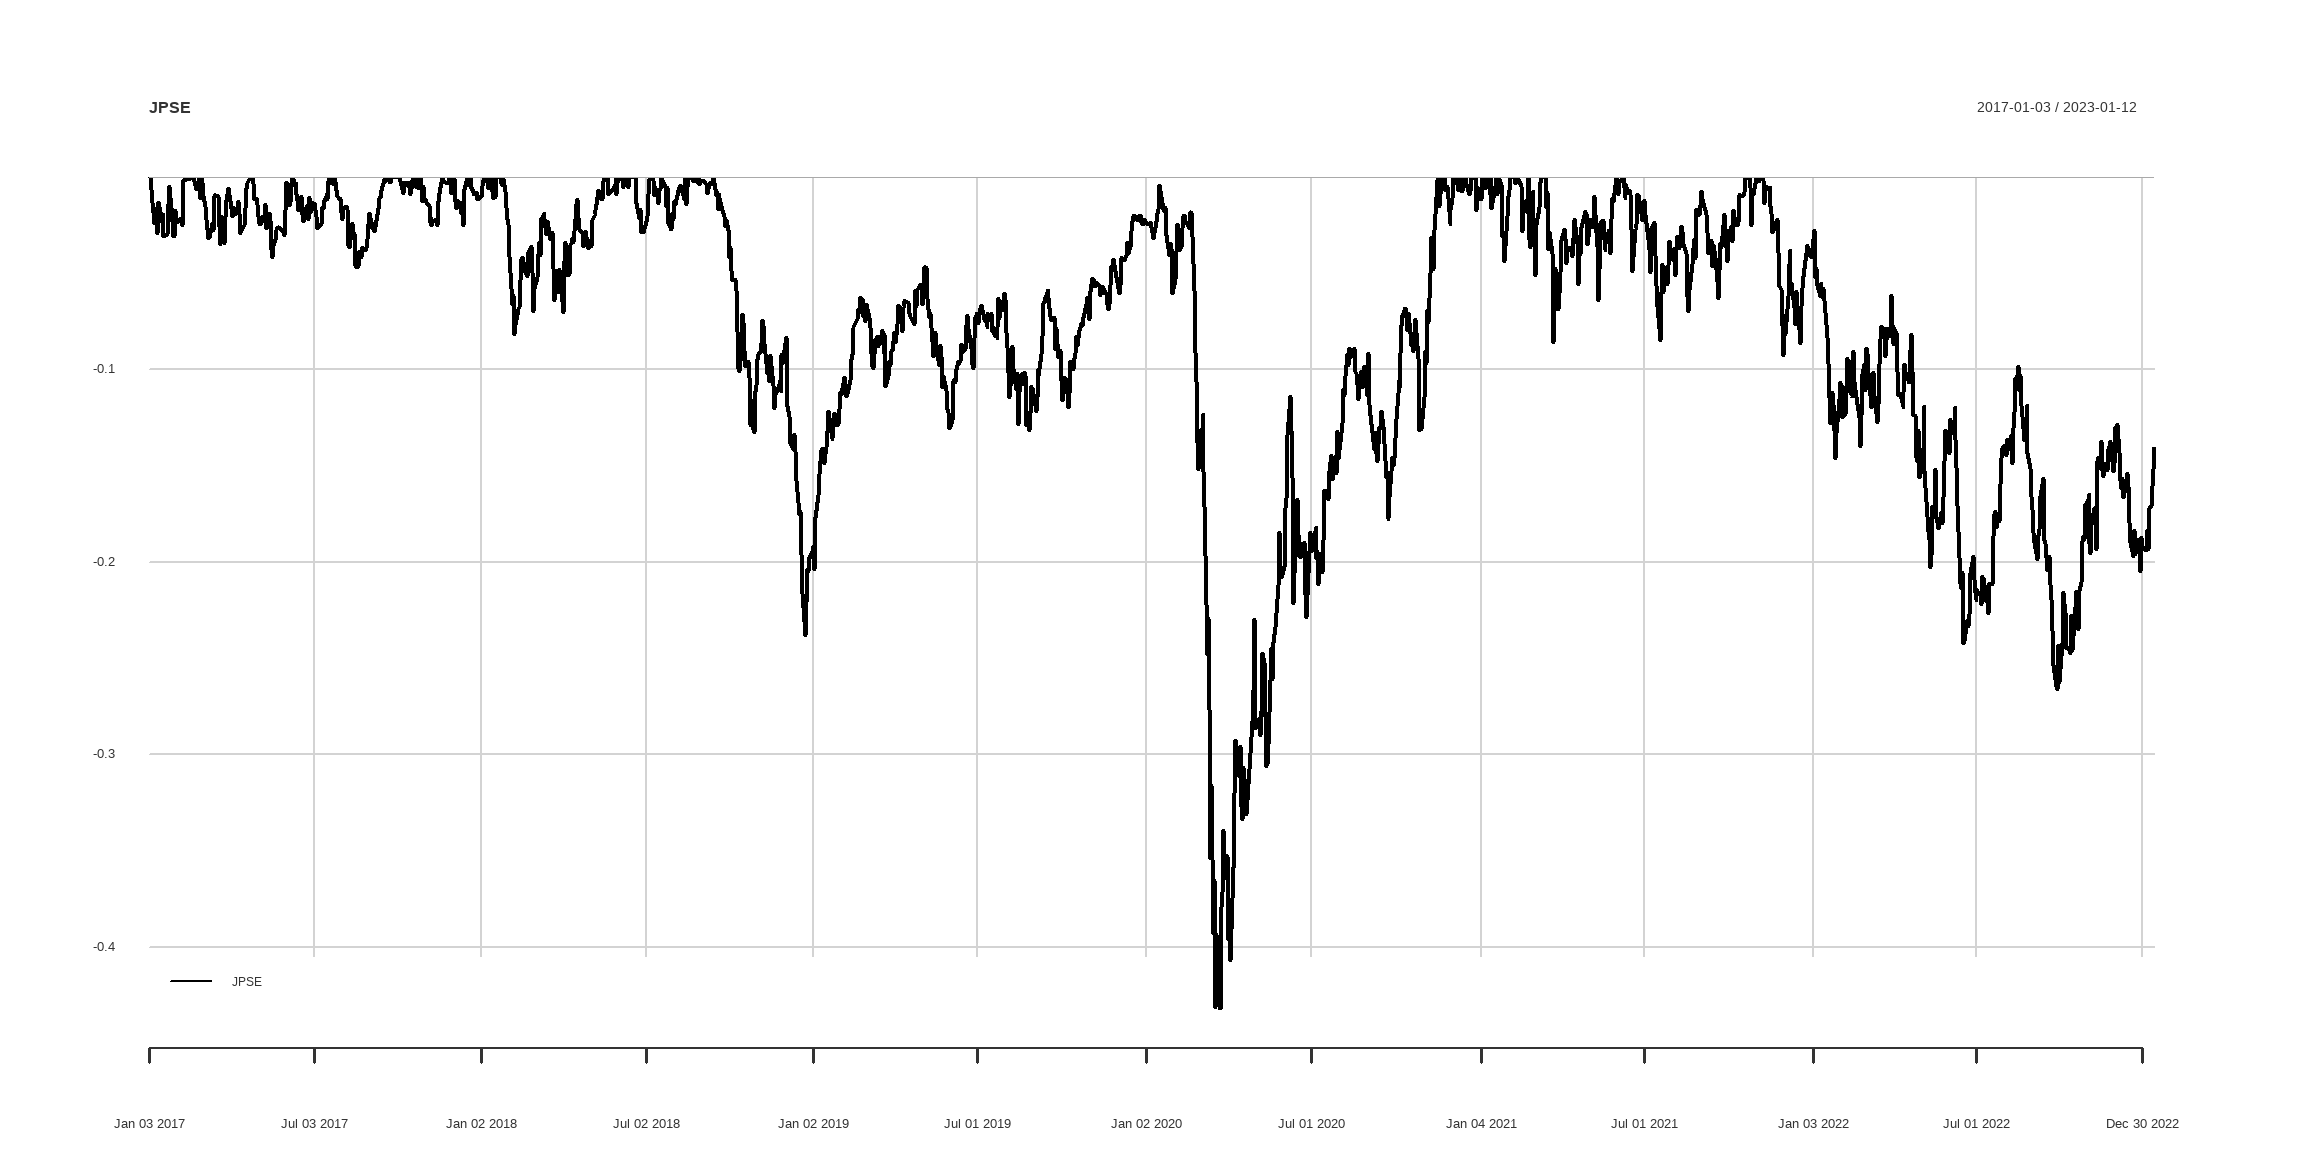 JPSE
2017-01-03 / 2023-01-12
-0.1
-0.2
-0.3
-0.4
JPSE
Jan 03 2017
Jul 03 2017
Jan 02 2018
Jul 02 2018
Jan 02 2019
Jul 01 2019
Jan 02 2020
Jul 01 2020
Jan 04 2021
Jul 01 2021
Jan 03 2022
Jul 01 2022
Dec 30 2022